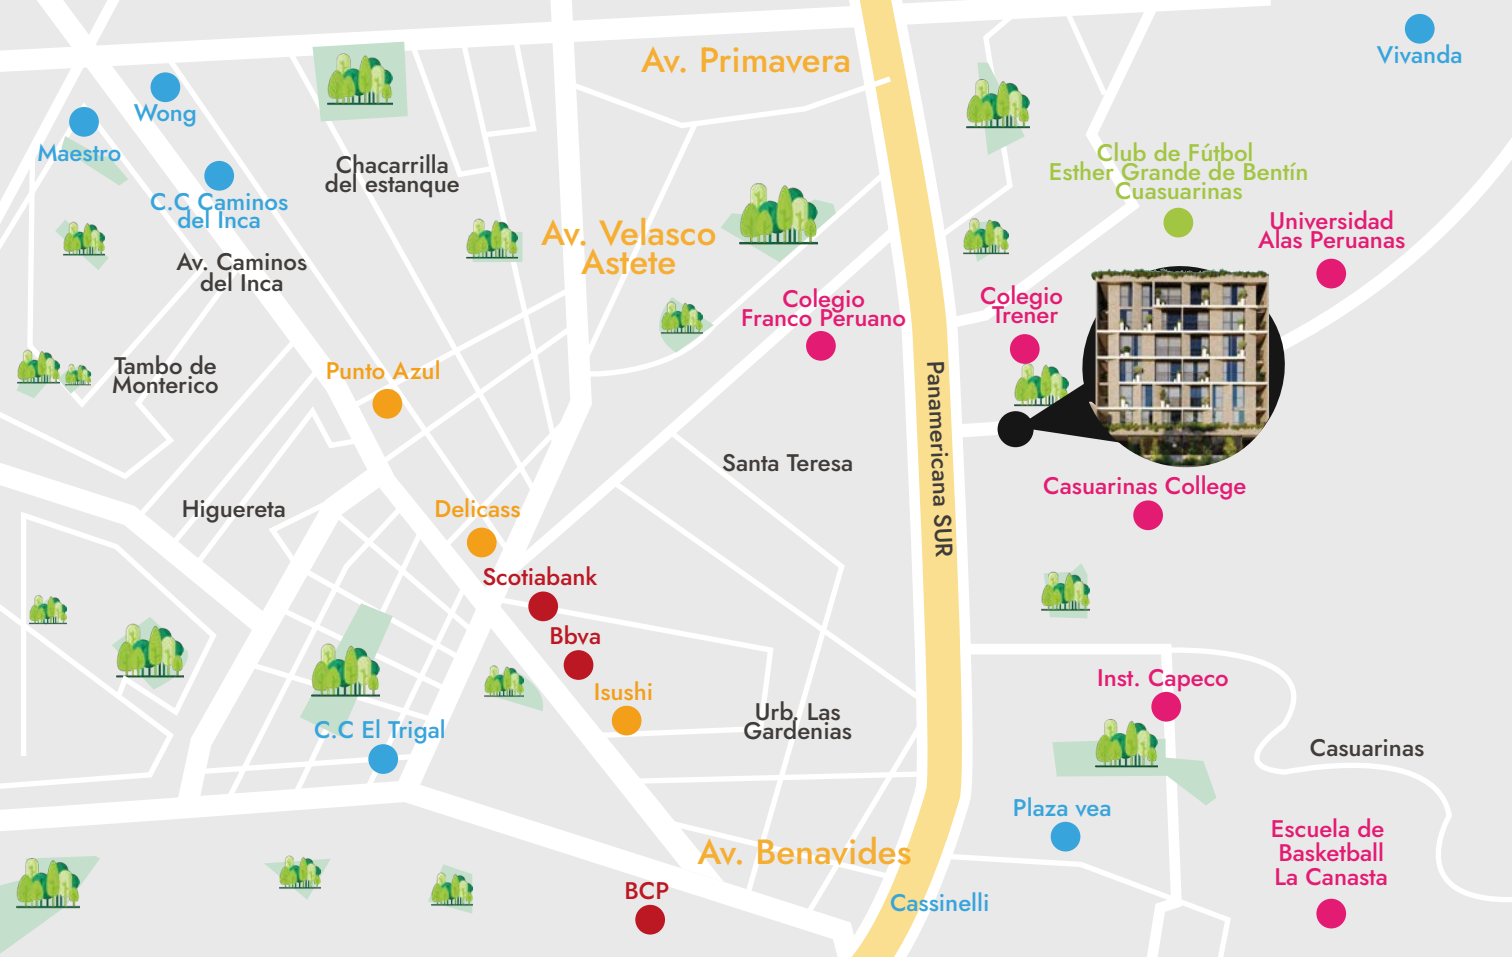 Av. Primavera
Vivanda
Wong
Maestro
Chacarrilla
del estanque
Club de Fútbol
Esther Grande de Bentín
Cuasuarinas
C.C Caminos
del Inca
Universidad
Alas Peruanas
Av. Velasco
Astete
Av. Caminos
del Inca
Colegio
Franco Peruano
Colegio
Trener
Tambo de
Monterico
Punto Azul
Panamericana SUR
Santa Teresa
Casuarinas College
Higuereta
Delicass
Scotiabank
Bbva
Isushi
Inst. Capeco
Urb. Las
Gardenias
C.C El Trigal
Casuarinas
Plaza vea
Escuela de
Basketball
La Canasta
Av. Benavides
BCP
Cassinelli